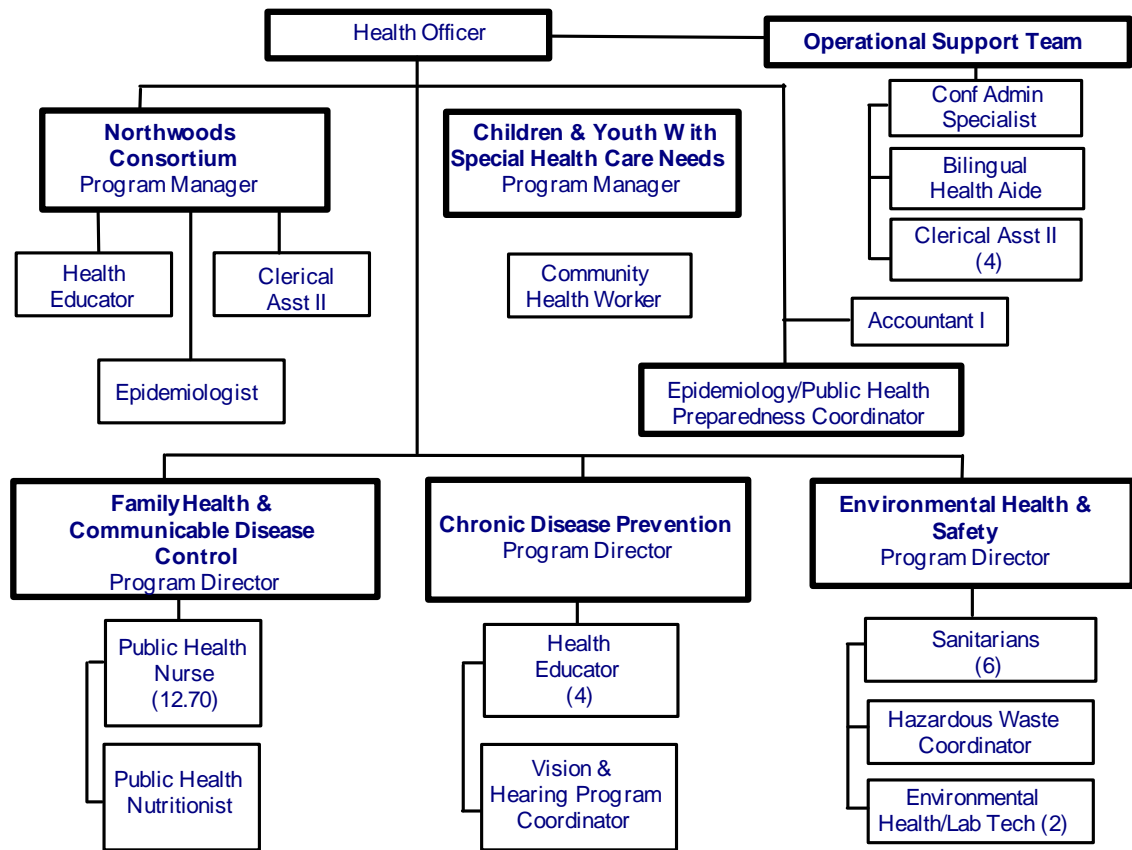 Health Officer
Operational Support Team
Conf Admin
Specialist
Bilingual
Health Aide
Clerical Asst II
(4)
Northwoods
Consortium
Program Manager
Children & Youth With
Special Health Care Needs
Program Manager
Health
Educator
Clerical
Asst II
Community
Health Worker
Accountant I
Epidemiologist
Epidemiology/Public Health
Preparedness Coordinator
Family Health &
Communicable Disease
Control
Program Director
Chronic Disease Prevention
Program Director
Environmental Health &
Safety
Program Director
Public Health
Nurse
(12.70)
Public Health
Nutritionist
Health
Educator
(4)
Vision &
Hearing Program
Coordinator
Sanitarians
(6)
Hazardous Waste
Coordinator
Environmental
Health/Lab Tech (2)